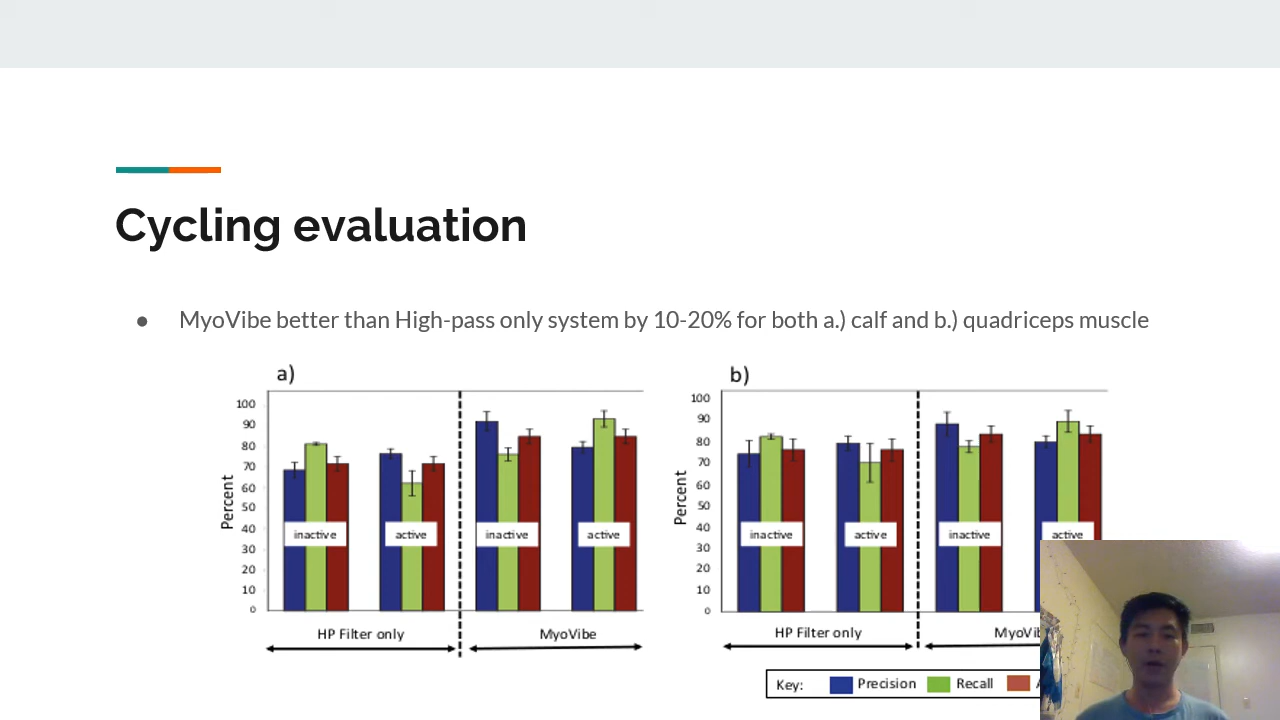 Cycling evaluation
● MyoVibe better than High-pass only system by 10-20% for both a.) calf and b.) quadriceps muscle
a)
100
90
80
70
60
50
40
30
20
10
0
Percent
inactive
active
inactive
active
HP Filter only
MyoVibe
b)
100
90
80
70
60
50
40
30
20
10
0
Percent
inactive
active
inactive
active
HP Filter only
Key: Precision Recall